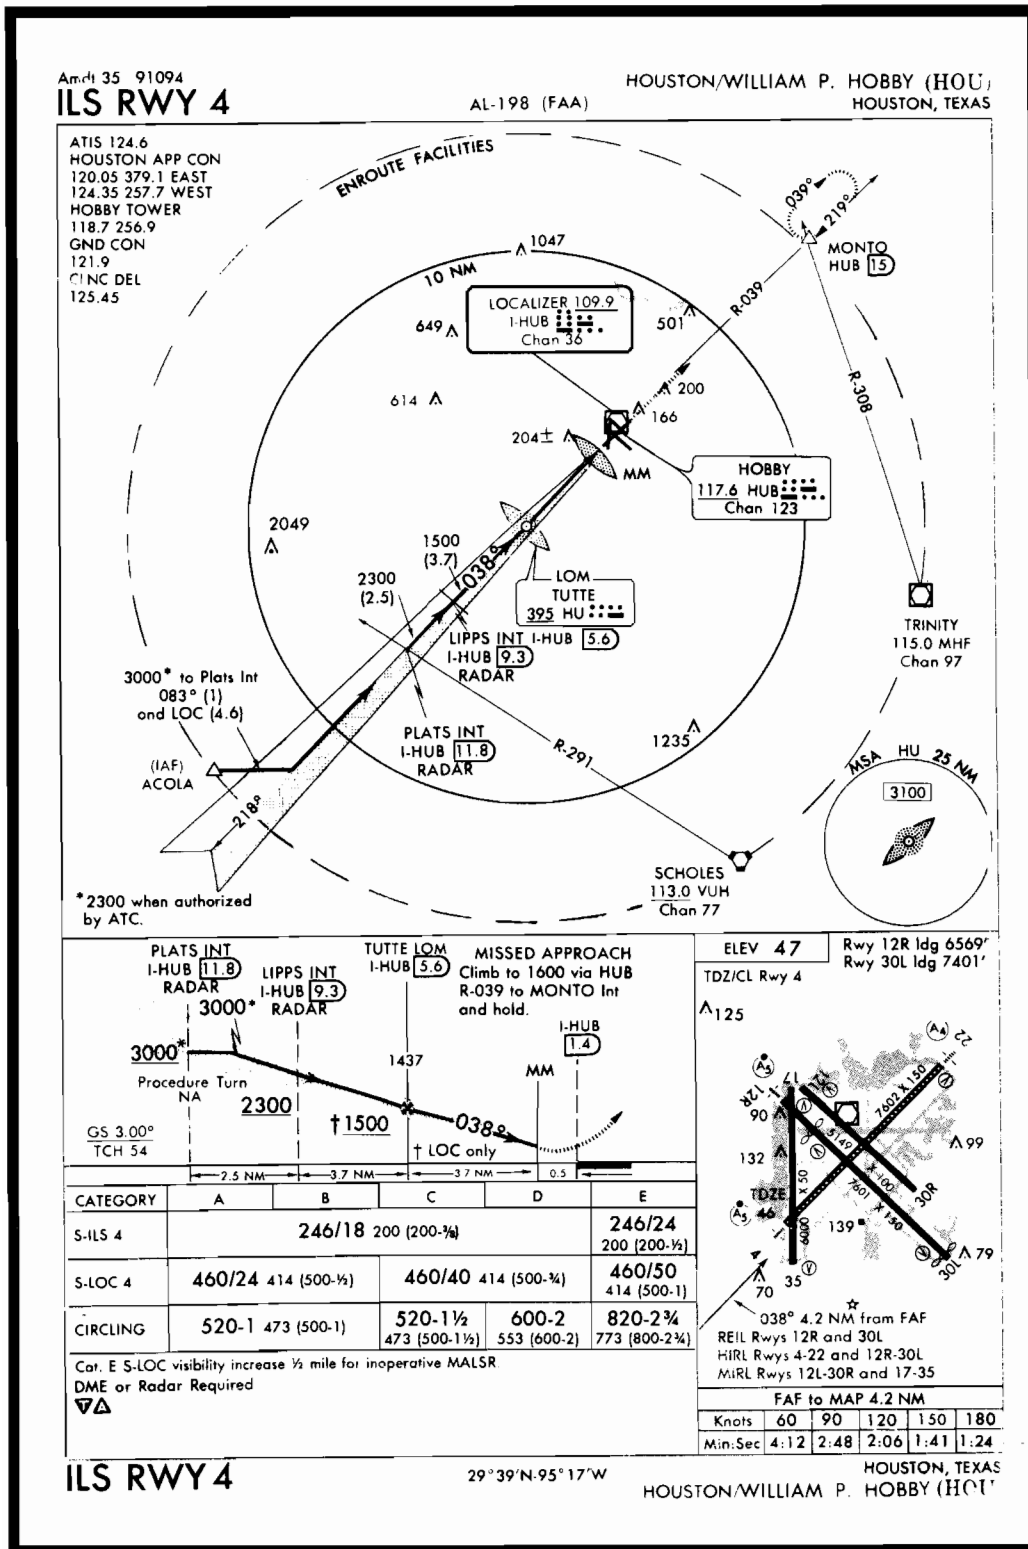 Amdt 35 91094
ILS RWY 4
AL-198 (FAA)
HOUSTON/WILLIAM P. HOBBY (HOU)
HOUSTON, TEXAS
ATIS 124.6
HOUSTON APP CON
120.05 379.1 EAST
124.35 257.7 WEST
HOBBY TOWER
118.7 256.9
GND CON
121.9
CLNC DEL
125.45
ENROUTE FACILITIES
10 NM
1047
039°
219°
MONTO
HUB 15
LOCALIZER 109.9
I-HUB
Chan 36
649
501
R-039
R-308
614
200
166
204±
MM
HOBBY
117.6 HUB
Chan 123
2049
1500
(3.7)
038°
2300
(2.5)
LOM
TUTTE
395 HU
LIPPS INT I-HUB 5.6
I-HUB 9.3
RADAR
TRINITY
115.0 MHF
Chan 97
3000* to Plats Int
083° (1)
and LOC (4.6)
PLATS INT
I-HUB 11.8
RADAR
1235
(IAF)
ACOLA
R-291
218°
MSA HU 25 NM
3100
SCHOLES
113.0 VUH
Chan 77
*2300 when authorized
by ATC.
PLATS INT
I-HUB 11.8
RADAR
LIPPS INT
I-HUB 9.3
RADAR
TUTTE LOM
I-HUB 5.6
MISSED APPROACH
Climb to 1600 via HUB
R-039 to MONTO Int
and hold.
3000*
3000*
1437
I-HUB
1.4
MM
Procedure Turn
NA
2300
†1500
038°
GS 3.00°
TCH 54
† LOC only
2.5 NM
3.7 NM
3.7 NM
0.5
CATEGORY A B C D E
S-ILS 4 246/18 200 (200-⅜) 246/24 200 (200-½)
S-LOC 4 460/24 414 (500-½) 460/40 414 (500-¾) 460/50 414 (500-1)
CIRCLING 520-1 473 (500-1) 520-1½ 473 (500-1½) 600-2 553 (600-2) 820-2¾ 773 (800-2¾)
Cat. E S-LOC visibility increase ½ mile for inoperative MALSR.
DME or Radar Required
T A
ELEV 47
Rwy 12R ldg 6569'
Rwy 30L ldg 7401'
TDZ/CL Rwy 4
125
A4
22
A5
17
12L
12R
7602 X 150
90
5149 X 100
99
132
TDZE
46
6000 X 50
7601 X 150
30R
A5
139
30L
79
70
35
038° 4.2 NM from FAF
REIL Rwys 12R and 30L
HIRL Rwys 4-22 and 12R-30L
MIRL Rwys 12L-30R and 17-35
FAF to MAP 4.2 NM
Knots 60 90 120 150 180
Min:Sec 4:12 2:48 2:06 1:41 1:24
ILS RWY 4
29°39'N-95°17'W
HOUSTON, TEXAS
HOUSTON/WILLIAM P. HOBBY (HOU